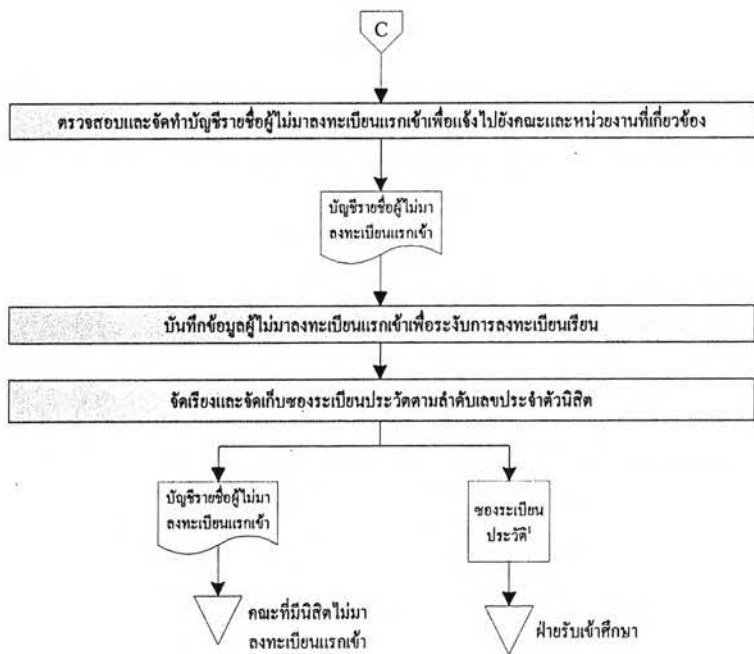 C
ตรวจสอบและจัดทำบัญชีรายชื่อผู้ไม่มาลงทะเบียนแรกเข้าเพื่อแจ้งไปยังคณะและหน่วยงานที่เกี่ยวข้อง
บัญชีรายชื่อผู้ไม่มา
ลงทะเบียนแรกเข้า
บันทึกข้อมูลผู้ไม่มาลงทะเบียนแรกเข้าเพื่อระงับการลงทะเบียนเรียน
จัดเรียงและจัดเก็บซองระเบียนประวัตตามลำดับเลขประจำตัวนิสิต
บัญชีรายชื่อผู้ไม่มา
ลงทะเบียนแรกเข้า
ซองระเบียน
ประวัติ¹
คณะที่มีนิสิตไม่มา
ลงทะเบียนแรกเข้า
ฝ่ายรับเข้าศึกษา